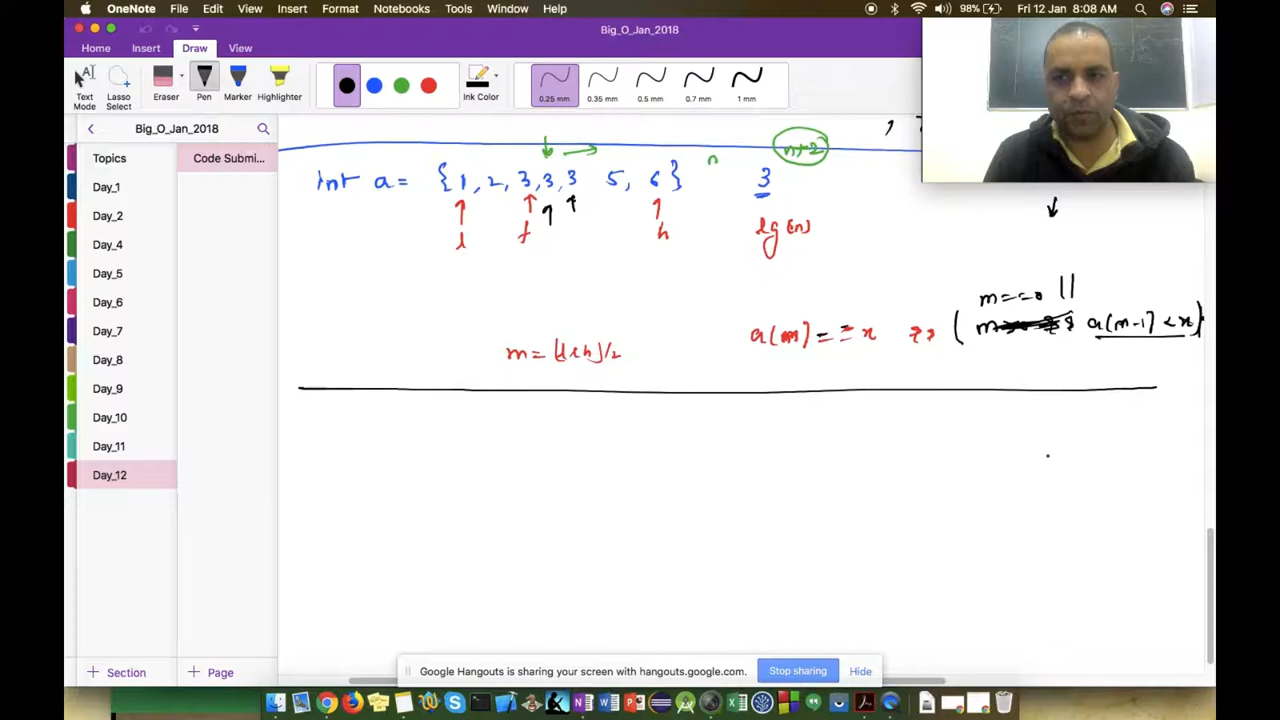 OneNote File Edit View Insert Format Notebooks Tools Window Help 98% Fri 12 Jan 8:08 AM
Big_O_Jan_2018
Home Insert Draw View
Text Mode Lasso Select Eraser Pen Marker Highlighter Ink Color 0.25 mm 0.35 mm 0.5 mm 0.7 mm 1 mm
Big_O_Jan_2018
Topics
Day_1
Day_2
Day_4
Day_5
Day_6
Day_7
Day_8
Day_9
Day_10
Day_11
Day_12
Code Submi...
n n/2
int a = {1, 2, 3, 3, 3 5, 6} 3
l f h lg(n)
m==0 ||
a[m] == x ( m a[m-1] < x )
m = (l+h)/2
+ Section + Page
Google Hangouts is sharing your screen with hangouts.google.com. Stop sharing Hide